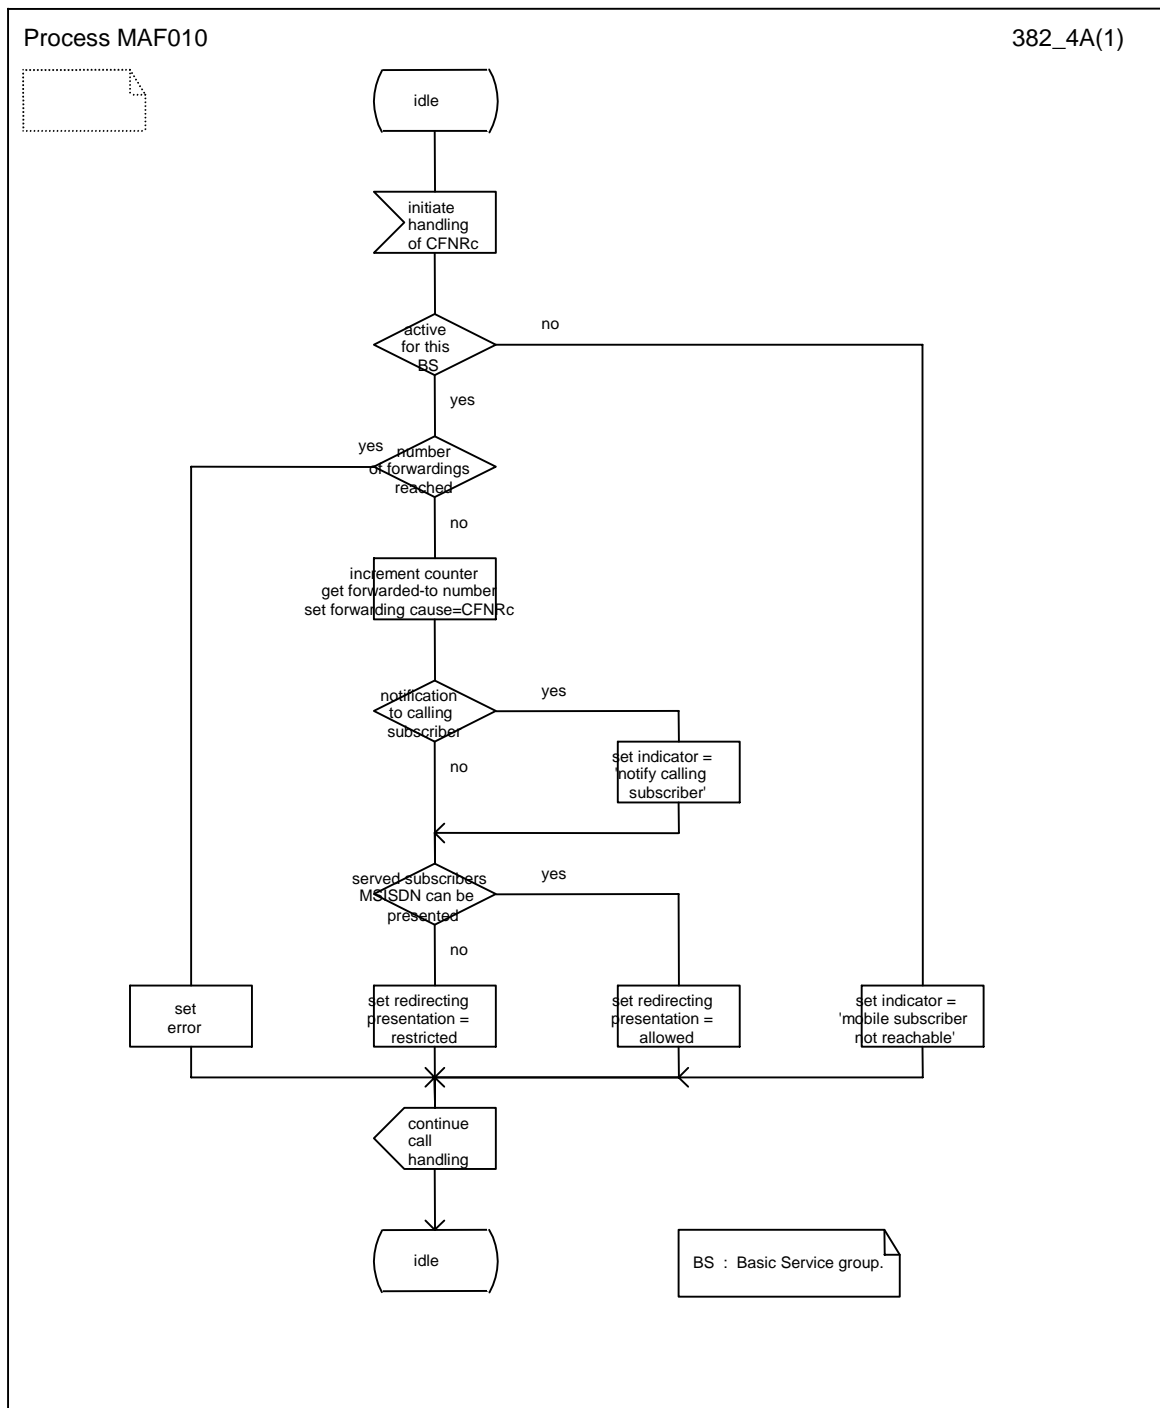 Process MAF010
382_4A(1)
idle
initiate
handling
of CFNRc
active
for this
BS
no
yes
number
of forwardings
reached
yes
no
increment counter
get forwarded-to number
set forwarding cause=CFNRc
notification
to calling
subscriber
yes
no
set indicator =
'notify calling
subscriber'
served subscribers
MSISDN can be
presented
yes
no
set
error
set redirecting
presentation =
restricted
set redirecting
presentation =
allowed
set indicator =
'mobile subscriber
not reachable'
continue
call
handling
idle
BS : Basic Service group.